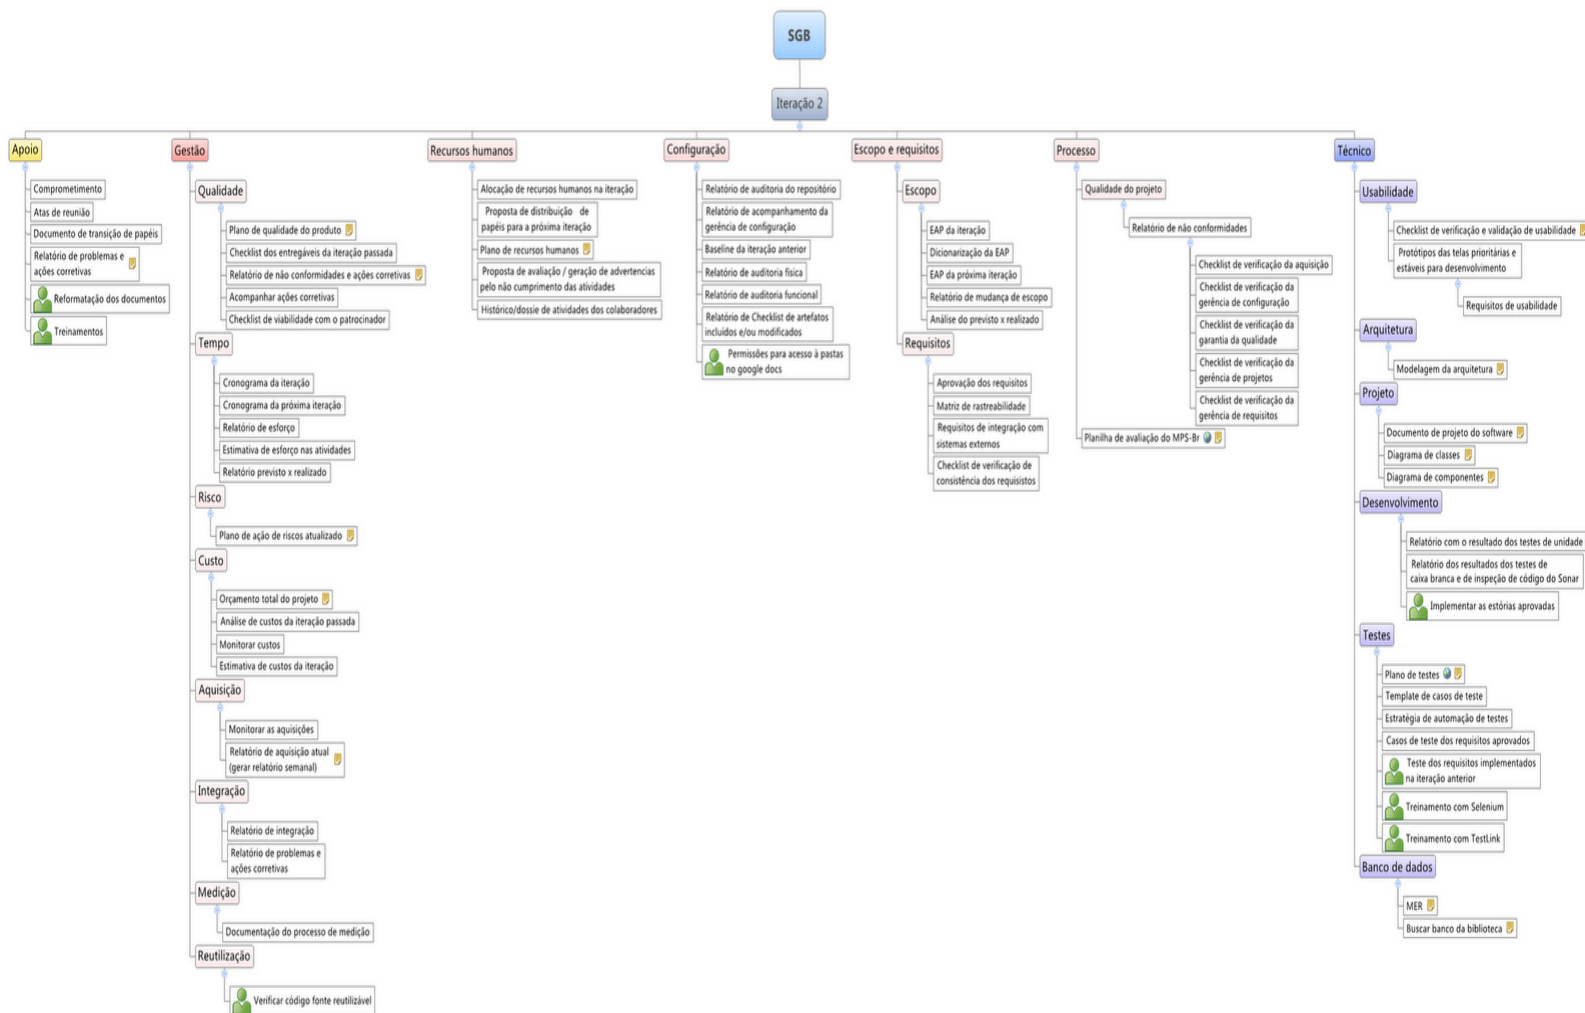 SGB
Iteração 2
Apoio
Comprometimento
Atas de reunião
Documento de transição de papéis
Relatório de problemas e
ações corretivas
Reformatação dos documentos
Treinamentos
Gestão
Qualidade
Plano de qualidade do produto
Checklist dos entregáveis da iteração passada
Relatório de não conformidades e ações corretivas
Acompanhar ações corretivas
Checklist de viabilidade com o patrocinador
Tempo
Cronograma da iteração
Cronograma da próxima iteração
Relatório de esforço
Estimativa de esforço nas atividades
Relatório previsto x realizado
Risco
Plano de ação de riscos atualizado
Custo
Orçamento total do projeto
Análise de custos da iteração passada
Monitorar custos
Estimativa de custos da iteração
Aquisição
Monitorar as aquisições
Relatório de aquisição atual
(gerar relatório semanal)
Integração
Relatório de integração
Relatório de problemas e
ações corretivas
Medição
Documentação do processo de medição
Reutilização
Verificar código fonte reutilizável
Recursos humanos
Alocação de recursos humanos na iteração
Proposta de distribuição de
papéis para a próxima iteração
Plano de recursos humanos
Proposta de avaliação / geração de advertencias
pelo não cumprimento das atividades
Histórico/dossie de atividades dos colaboradores
Configuração
Relatório de auditoria do repositório
Relatório de acompanhamento da
gerência de configuração
Baseline da iteração anterior
Relatório de auditoria física
Relatório de auditoria funcional
Relatório de Checklist de artefatos
incluídos e/ou modificados
Permissões para acesso à pastas
no google docs
Escopo e requisitos
Escopo
EAP da iteração
Dicionarização da EAP
EAP da próxima iteração
Relatório de mudança de escopo
Análise do previsto x realizado
Requisitos
Aprovação dos requisitos
Matriz de rastreabilidade
Requisitos de integração com
sistemas externos
Checklist de verificação de
consistência dos requisistos
Processo
Qualidade do projeto
Relatório de não conformidades
Checklist de verificação da aquisição
Checklist de verificação da
gerência de configuração
Checklist de verificação da
garantia da qualidade
Checklist de verificação da
gerência de projetos
Checklist de verificação da
gerência de requisitos
Planilha de avaliação do MPS-Br
Técnico
Usabilidade
Checklist de verificação e validação de usabilidade
Protótipos das telas prioritárias e
estáveis para desenvolvimento
Requisitos de usabilidade
Arquitetura
Modelagem da arquitetura
Projeto
Documento de projeto do software
Diagrama de classes
Diagrama de componentes
Desenvolvimento
Relatório com o resultado dos testes de unidade
Relatório dos resultados dos testes de
caixa branca e de inspeção de código do Sonar
Implementar as estórias aprovadas
Testes
Plano de testes
Template de casos de teste
Estratégia de automação de testes
Casos de teste dos requisitos aprovados
Teste dos requisitos implementados
na iteração anterior
Treinamento com Selenium
Treinamento com TestLink
Banco de dados
MER
Buscar banco da biblioteca